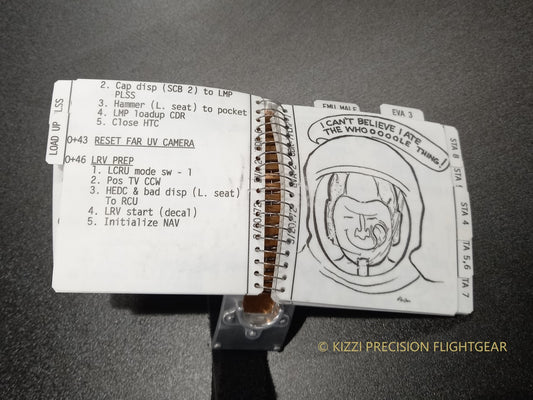 2. Cap disp (SCB 2) to LMP
PLSS
3. Hammer (L. seat) to pocket
4. LMP loadup CDR
5. Close HTC
0+43 RESET FAR UV CAMERA
0+46 LRV PREP
1. LCRU mode sw - 1
2. Pos TV CCW
3. HEDC & bad disp (L. seat)
To RCU
4. LRV start (decal)
5. Initialize NAV
LOAD UP LSS
EVA 3
I CAN'T BELIEVE I ATE
THE WHOOOOOLE THING!
STA 8
STA 4
TA 5,6
TA 7
© KIZZI PRECISION FLIGHTGEAR